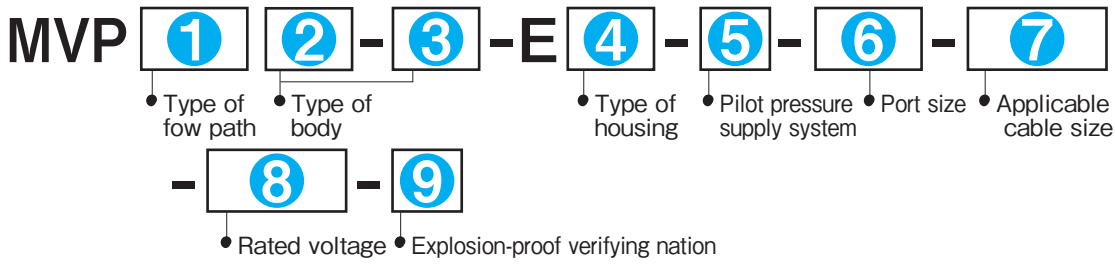 MVP 1 2 - 3 - E 4 - 5 - 6 - 7
Type of fow path
Type of body
Type of housing
Pilot pressure supply system
Port size
Applicable cable size
- 8 - 9
Rated voltage
Explosion-proof verifying nation